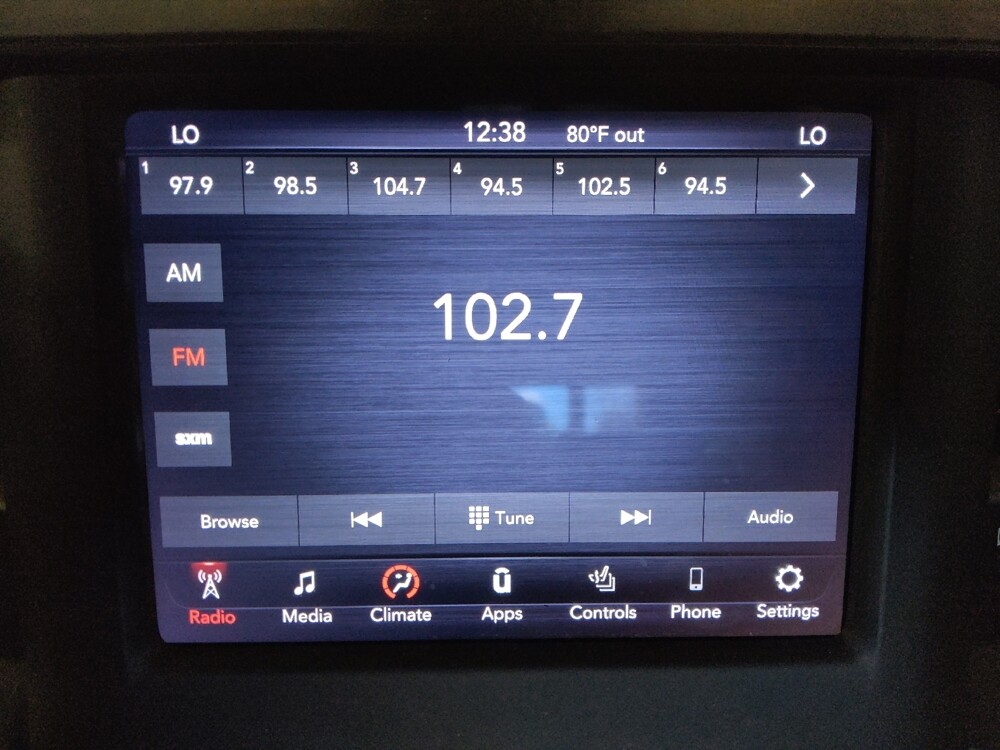 LO 12:38 80°F out LO
1 97.9 2 98.5 3 104.7 4 94.5 5 102.5 6 94.5
AM
102.7
FM
sxm
Browse Tune Audio
Radio Media Climate Apps Controls Phone Settings